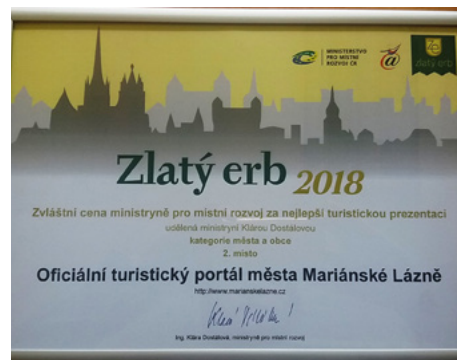 MINISTERSTVO
PRO MÍSTNÍ
ROZVOJ ČR
zlatý erb
Zlatý erb 2018
Zvláštní cena ministryně pro místní rozvoj za nejlepší turistickou prezentaci
udělená ministryní Klárou Dostálovou
kategorie města a obce
2. místo
Oficiální turistický portál města Mariánské Lázně
http://www.marianskelazne.cz
Ing. Klára Dostálová, ministryně pro místní rozvoj